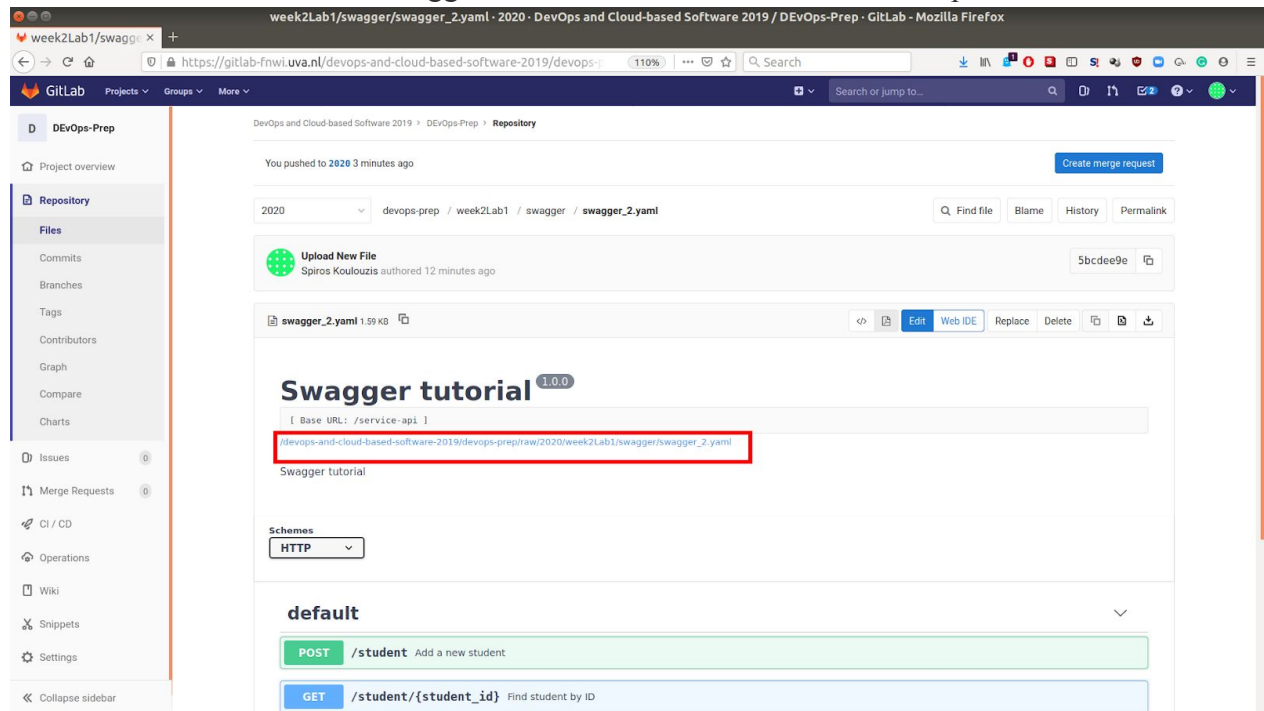 week2Lab1/swagger/swagger_2.yaml · 2020 · DevOps and Cloud-based Software 2019 / DEvOps-Prep · GitLab - Mozilla Firefox
week2Lab1/swagge × +
https://gitlab-fnwi.uva.nl/devops-and-cloud-based-software-2019/devops-p 110% Search
GitLab Projects Groups More Search or jump to... 2
D DEvOps-Prep
Project overview
Repository
Files
Commits
Branches
Tags
Contributors
Graph
Compare
Charts
Issues 0
Merge Requests 0
CI / CD
Operations
Wiki
Snippets
Settings
Collapse sidebar
DevOps and Cloud-based Software 2019 > DEvOps-Prep > Repository
You pushed to 2020 3 minutes ago Create merge request
2020 devops-prep / week2Lab1 / swagger / swagger_2.yaml Find file Blame History Permalink
Upload New File
Spiros Koulouzis authored 12 minutes ago 5bcdee9e
swagger_2.yaml 1.59 KB Edit Web IDE Replace Delete
Swagger tutorial 1.0.0
[ Base URL: /service-api ]
/devops-and-cloud-based-software-2019/devops-prep/raw/2020/week2Lab1/swagger/swagger_2.yaml
Swagger tutorial
Schemes
HTTP
default
POST /student Add a new student
GET /student/{student_id} Find student by ID